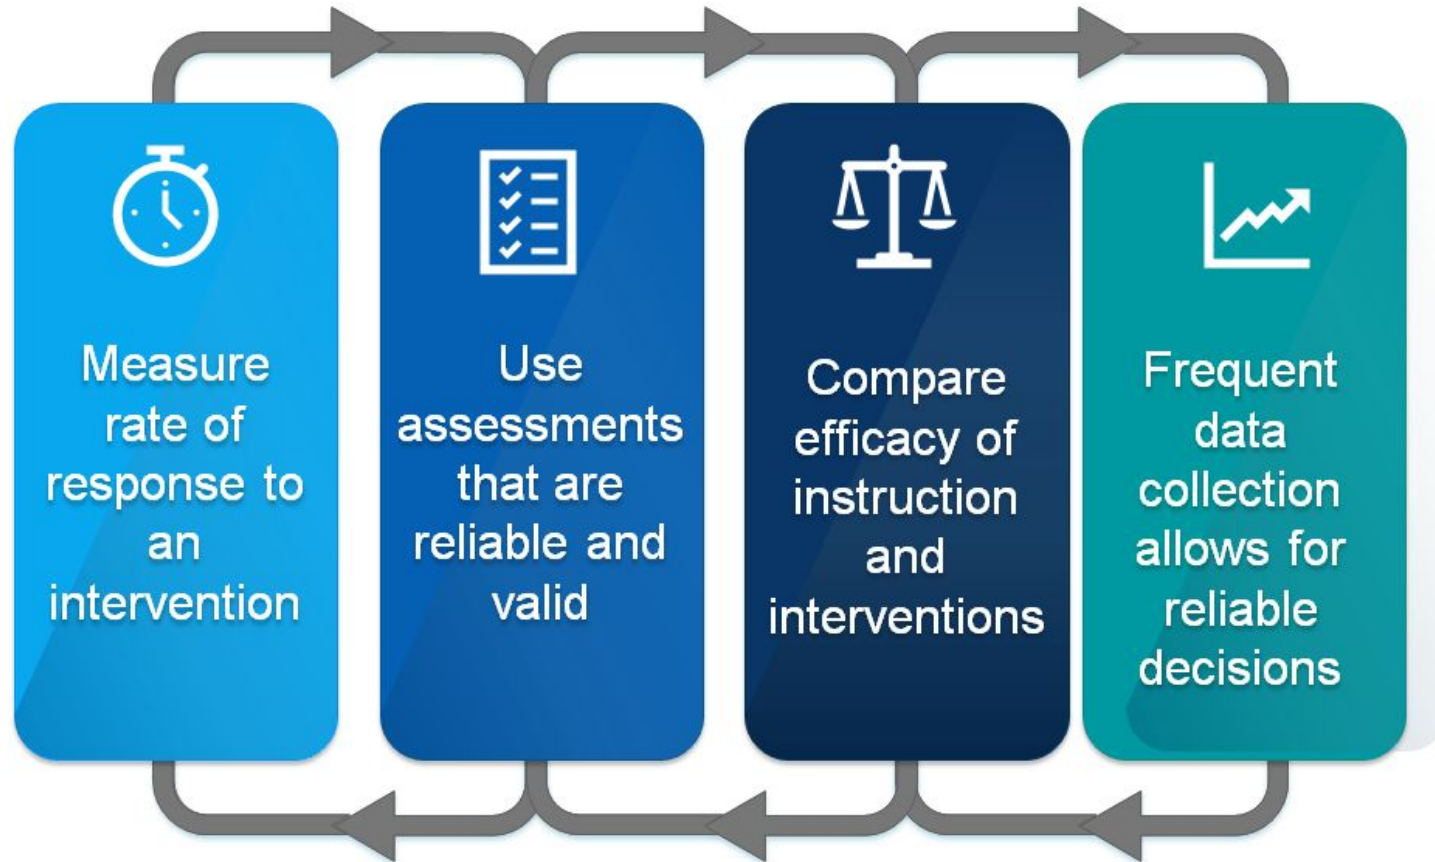 Measure
rate of
response to
an
intervention
Use
assessments
that are
reliable and
valid
Compare
efficacy of
instruction
and
interventions
Frequent
data
collection
allows for
reliable
decisions